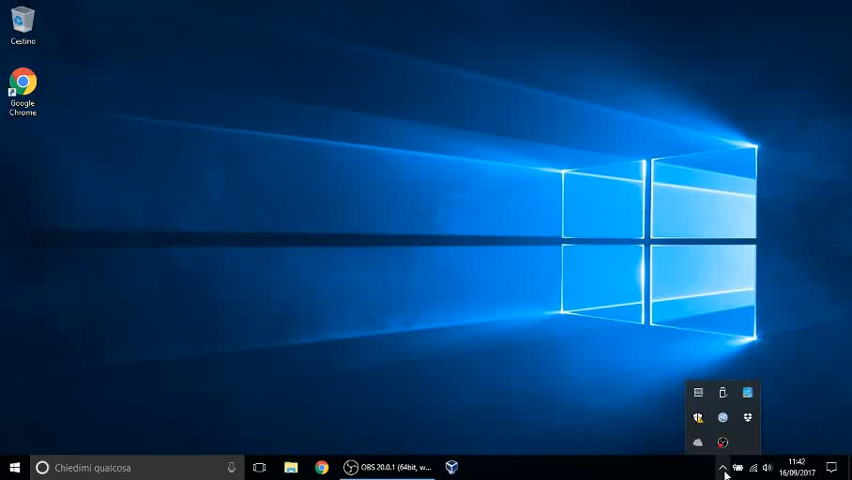 Cestino
Google
Chrome
Chiedimi qualcosa
OBS 20.0.1 (64bit, w...
11:42
16/09/2017